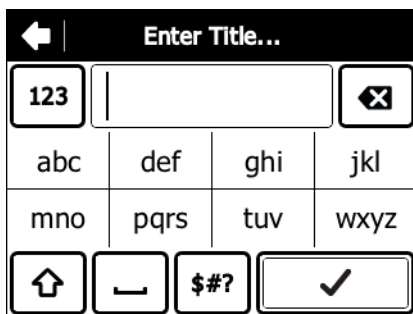 Enter Title...
123
abc def ghi jkl
mno pqrs tuv wxyz
$#?